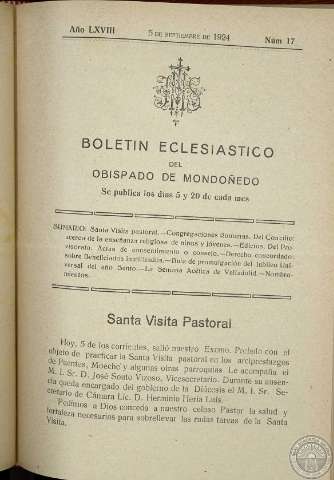 Año LXVIII
5 DE SEPTIEMBRE DE 1924
Núm 17
BOLETIN ECLESIASTICO
DEL
OBISPADO DE MONDOÑEDO
Se publica los días 5 y 20 de cada mes
SUMARIO: Santa Visita pastoral.—Congregaciones Romanas. Del Concilio:
acerca de la enseñanza religiosa de niños y jóvenes.—Edictos. Del Pro-
visorato. Actas de consentimiento o consejo.—Derecho concordado:
sobre Beneficiados —Bula de promulgación del Jubileo Uni-
versal del año Santo.—La Semana Ascética de Valladolid.—Nombra-
mientos.
Santa Visita Pastoral
Hoy, 5 de los corrientes, salió nuestro Excmo. Prelado con el
objeto de practicar la Santa Visita pastoral en los arciprestazgos
de Puentes, Moeche y algunas otras parroquias. Le acompaña el
M. I. Sr. D. José Souto Vizoso, Vicesecretario. Durante su ausen-
cia queda encargado del gobierno de la Diócesis el M. I. Sr. Se-
cretario de Cámara Lic. D. Herminio Heria Luis.
Pedimos a Dios conceda a nuestro celoso Pastor la salud y
fortaleza necesarios para sobrellevar las rudas tareas de la Santa
Visita.